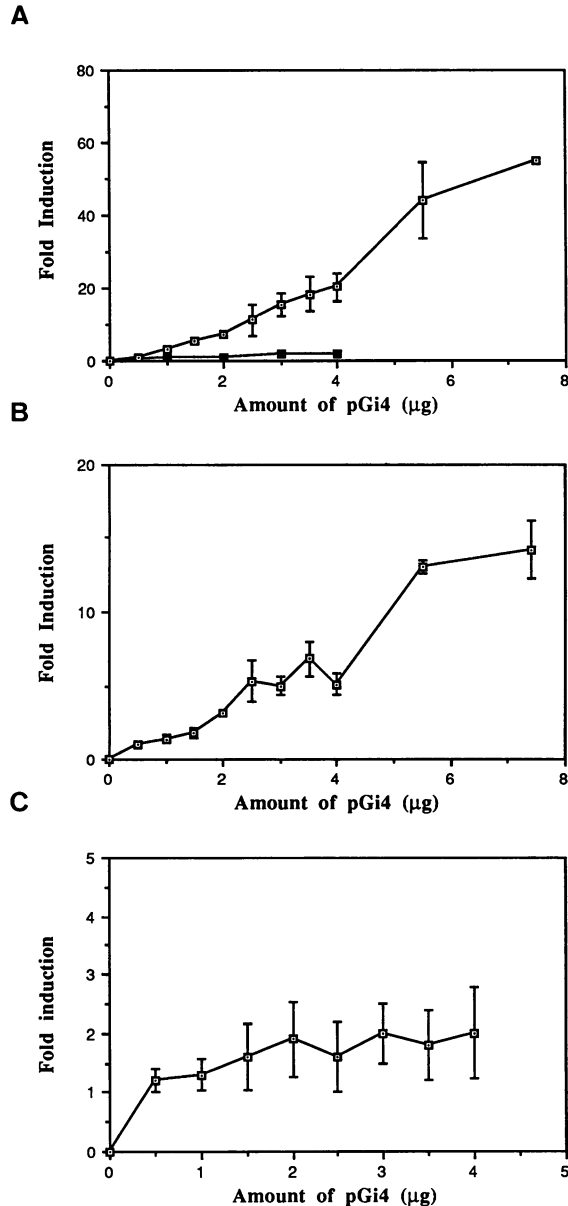 A
80
60
40
20
0
Fold Induction
0 2 4 6 8
Amount of pGi4 (μg)
B
20
10
0
Fold Induction
0 2 4 6 8
Amount of pGi4 (μg)
C
5
4
3
2
1
0
Fold induction
0 1 2 3 4 5
Amount of pGi4 (μg)